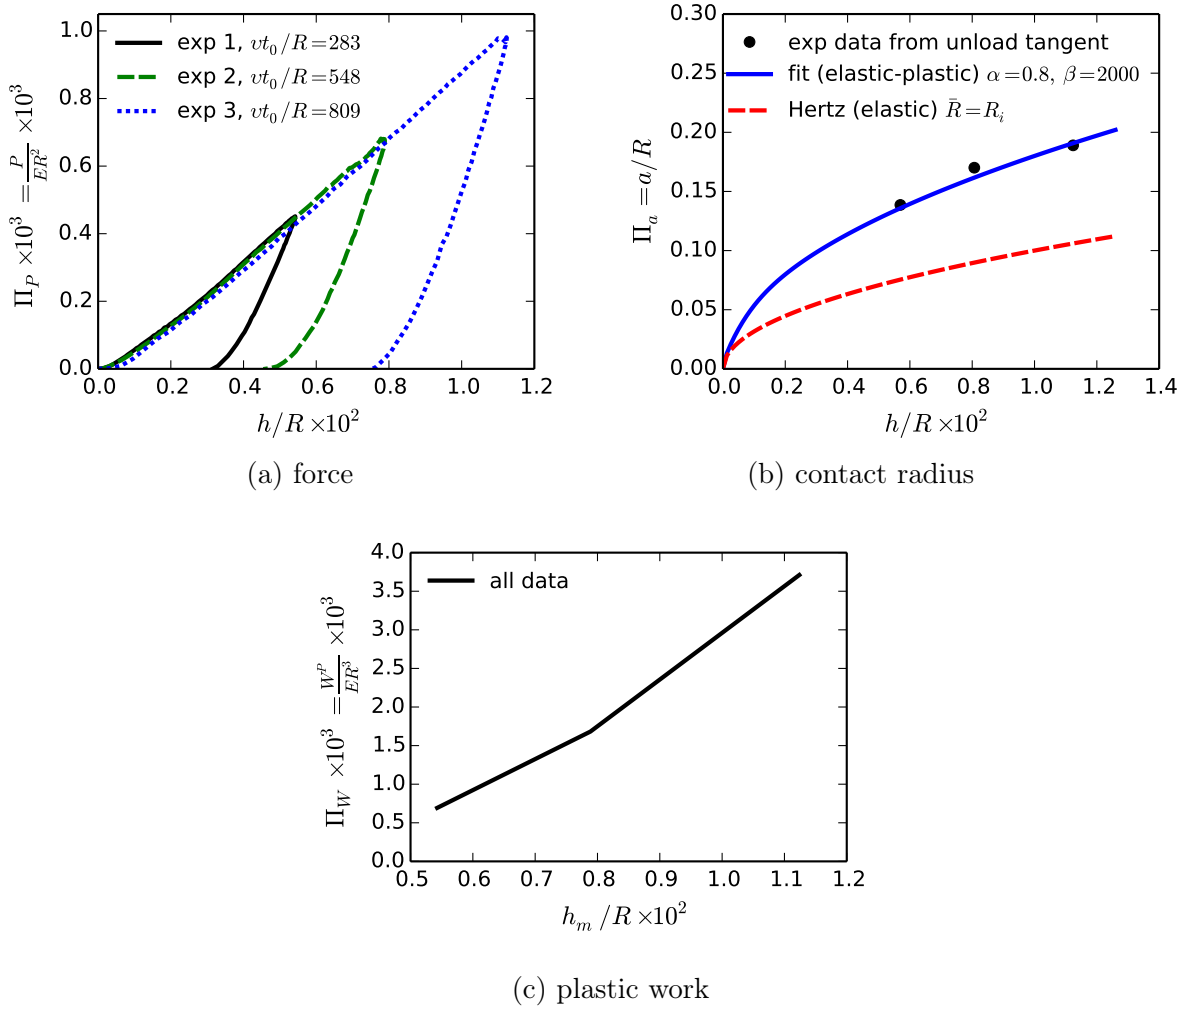 1.0
0.8
0.6
0.4
0.2
0.0
0.0 0.2 0.4 0.6 0.8 1.0 1.2
Π_P ×10³ = P/ER² ×10³
exp 1, vt₀/R=283
exp 2, vt₀/R=548
exp 3, vt₀/R=809
h/R ×10²
(a) force
0.30
0.25
0.20
0.15
0.10
0.05
0.00
0.0 0.2 0.4 0.6 0.8 1.0 1.2 1.4
Π_a = a/R
exp data from unload tangent
fit (elastic-plastic) α=0.8, β=2000
Hertz (elastic) R̄=R_i
h/R ×10²
(b) contact radius
4.0
3.5
3.0
2.5
2.0
1.5
1.0
0.5
0.0
0.5 0.6 0.7 0.8 0.9 1.0 1.1 1.2
Π_W ×10³ = W^P/ER³ ×10³
all data
h_m/R ×10²
(c) plastic work